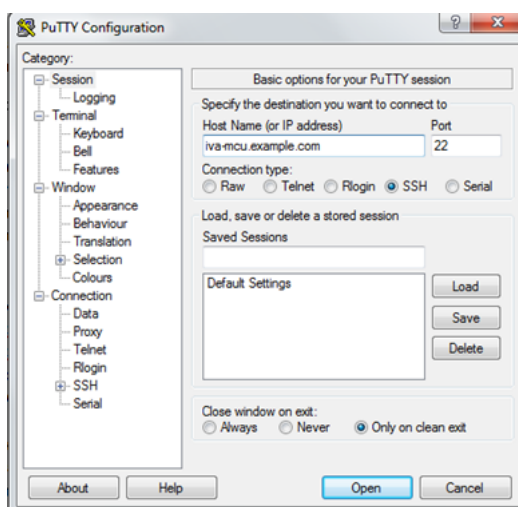 PuTTY Configuration
Category:
Session
Logging
Terminal
Keyboard
Bell
Features
Window
Appearance
Behaviour
Translation
Selection
Colours
Connection
Data
Proxy
Telnet
Rlogin
SSH
Serial
Basic options for your PuTTY session
Specify the destination you want to connect to
Host Name (or IP address) Port
iva-mcu.example.com 22
Connection type:
Raw Telnet Rlogin SSH Serial
Load, save or delete a stored session
Saved Sessions
Default Settings
Load
Save
Delete
Close window on exit:
Always Never Only on clean exit
About Help Open Cancel